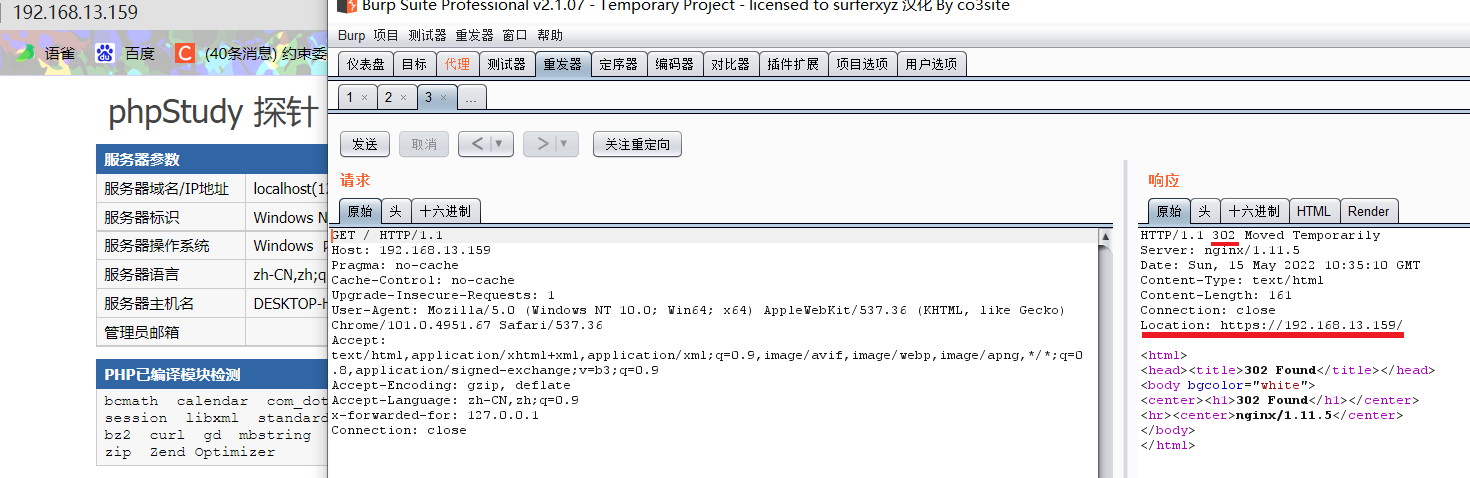 192.168.13.159
语雀 百度 C (40条消息) 约束委
phpStudy 探针
服务器参数
服务器域名/IP地址 localhost(12
服务器标识 Windows N
服务器操作系统 Windows
服务器语言 zh-CN,zh;q
服务器主机名 DESKTOP-H
管理员邮箱
PHP已编译模块检测
bcmath calendar com_dot
session libxml standard
bz2 curl gd mbstring
zip Zend Optimizer
Burp Suite Professional v2.1.07 - Temporary Project - licensed to surferxyz 汉化 By co3site
Burp 项目 测试器 重发器 窗口 帮助
仪表盘 目标 代理 测试器 重发器 定序器 编码器 对比器 插件扩展 项目选项 用户选项
1 × 2 × 3 × ...
发送 取消 < ▼ > ▼ 关注重定向
请求
原始 头 十六进制
GET / HTTP/1.1
Host: 192.168.13.159
Pragma: no-cache
Cache-Control: no-cache
Upgrade-Insecure-Requests: 1
User-Agent: Mozilla/5.0 (Windows NT 10.0; Win64; x64) AppleWebKit/537.36 (KHTML, like Gecko)
Chrome/101.0.4951.67 Safari/537.36
Accept:
text/html,application/xhtml+xml,application/xml;q=0.9,image/avif,image/webp,image/apng,*/*;q=0
.8,application/signed-exchange;v=b3;q=0.9
Accept-Encoding: gzip, deflate
Accept-Language: zh-CN,zh;q=0.9
x-forwarded-for: 127.0.0.1
Connection: close
响应
原始 头 十六进制 HTML Render
HTTP/1.1 302 Moved Temporarily
Server: nginx/1.11.5
Date: Sun, 15 May 2022 10:35:10 GMT
Content-Type: text/html
Content-Length: 161
Connection: close
Location: https://192.168.13.159/
<html>
<head><title>302 Found</title></head>
<body bgcolor="white">
<center><h1>302 Found</h1></center>
<hr><center>nginx/1.11.5</center>
</body>
</html>